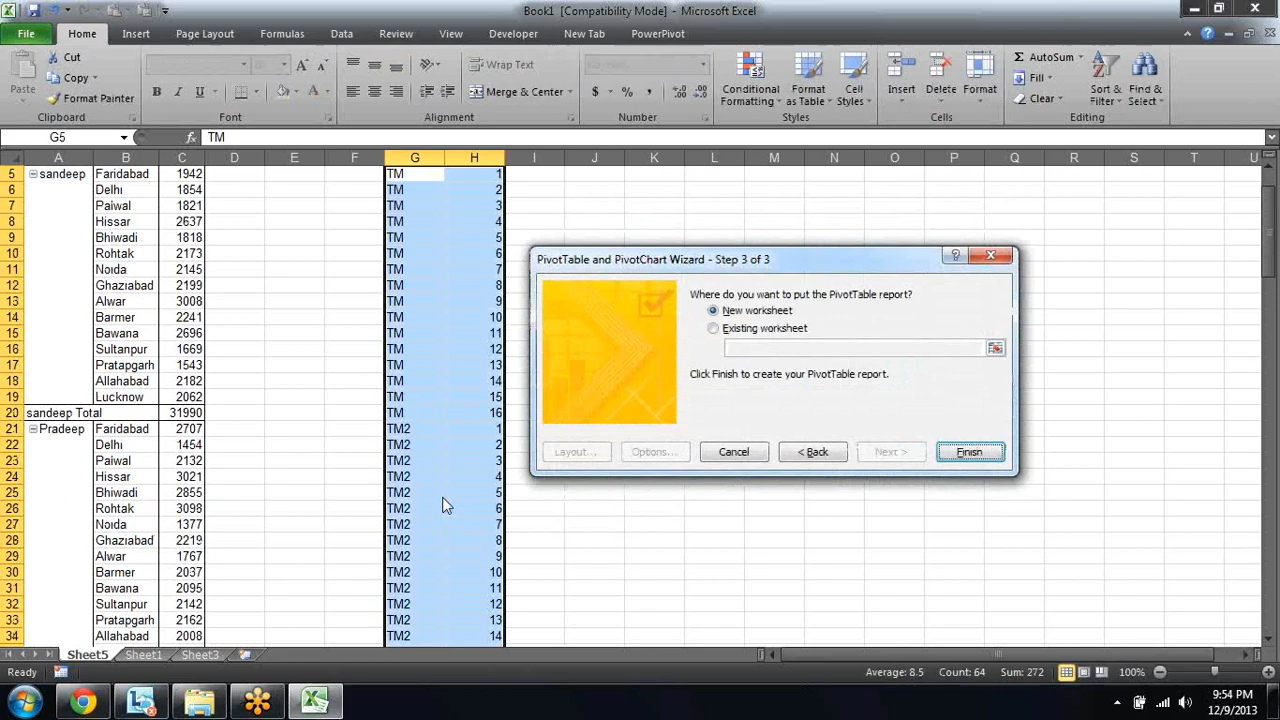 Book1 [Compatibility Mode] - Microsoft Excel
File Home Insert Page Layout Formulas Data Review View Developer New Tab PowerPivot
Paste Cut Copy Format Painter
B I U
Wrap Text
Merge & Center
$ % ,
Conditional Formatting Format as Table Cell Styles
Insert Delete Format
AutoSum Fill Clear
Sort & Filter Find & Select
Clipboard Font Alignment Number Styles Cells Editing
G5 fx TM
A B C D E F G H I J K L M N O P Q R S T U
5 sandeep Faridabad 1942 TM 1
6 Delhi 1854 TM 2
7 Palwal 1821 TM 3
8 Hissar 2637 TM 4
9 Bhiwadi 1818 TM 5
10 Rohtak 2173 TM 6
11 Noida 2145 TM 7
12 Ghaziabad 2199 TM 8
13 Alwar 3008 TM 9
14 Barmer 2241 TM 10
15 Bawana 2696 TM 11
16 Sultanpur 1669 TM 12
17 Pratapgarh 1543 TM 13
18 Allahabad 2182 TM 14
19 Lucknow 2062 TM 15
20 sandeep Total 31990 TM 16
21 Pradeep Faridabad 2707 TM2 1
22 Delhi 1454 TM2 2
23 Palwal 2132 TM2 3
24 Hissar 3021 TM2 4
25 Bhiwadi 2855 TM2 5
26 Rohtak 3098 TM2 6
27 Noida 1377 TM2 7
28 Ghaziabad 2219 TM2 8
29 Alwar 1767 TM2 9
30 Barmer 2037 TM2 10
31 Bawana 2095 TM2 11
32 Sultanpur 2142 TM2 12
33 Pratapgarh 2162 TM2 13
34 Allahabad 2008 TM2 14
PivotTable and PivotChart Wizard - Step 3 of 3
Where do you want to put the PivotTable report?
New worksheet
Existing worksheet
Click Finish to create your PivotTable report.
Layout... Options... Cancel < Back Next > Finish
Sheet5 Sheet1 Sheet3
Ready Average: 8.5 Count: 64 Sum: 272 100%
9:54 PM
12/9/2013